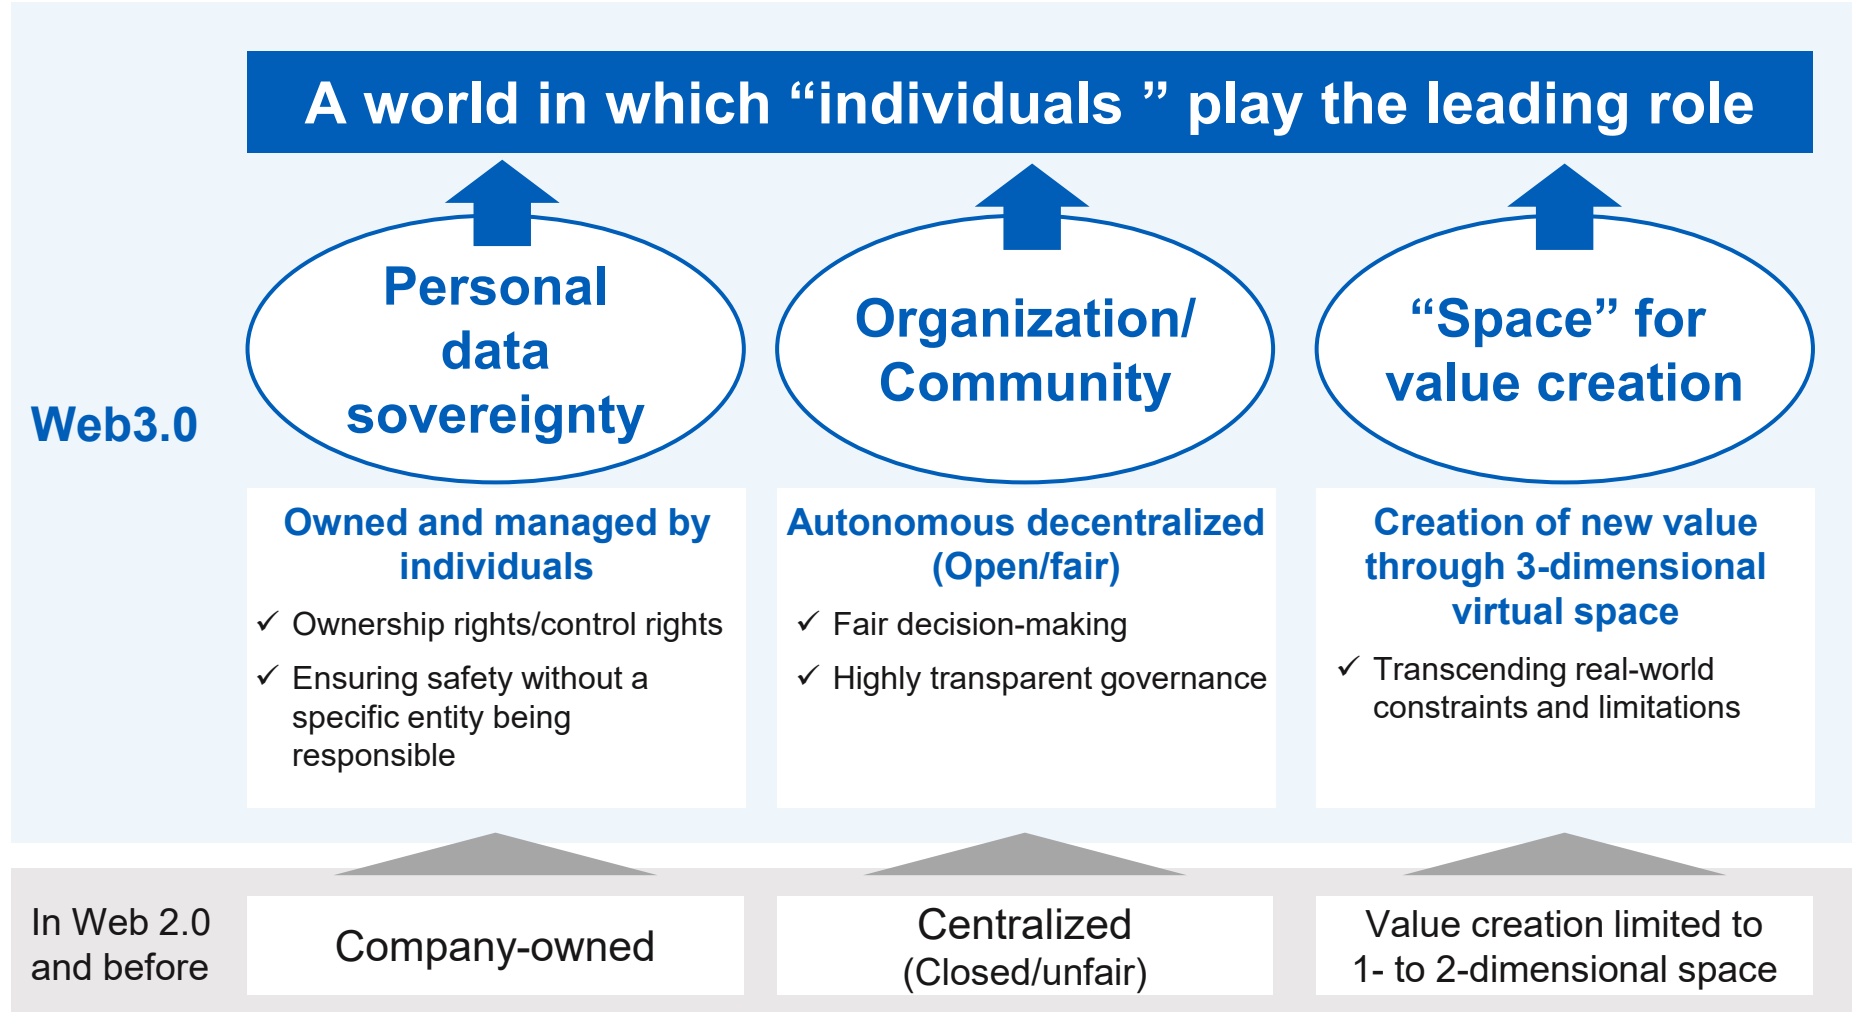 A world in which “individuals ” play the leading role
Web3.0
Personal
data
sovereignty
Organization/
Community
“Space” for
value creation
Owned and managed by
individuals
✓ Ownership rights/control rights
✓ Ensuring safety without a
specific entity being
responsible
Autonomous decentralized
(Open/fair)
✓ Fair decision-making
✓ Highly transparent governance
Creation of new value
through 3-dimensional
virtual space
✓ Transcending real-world
constraints and limitations
In Web 2.0
and before
Company-owned
Centralized
(Closed/unfair)
Value creation limited to
1- to 2-dimensional space